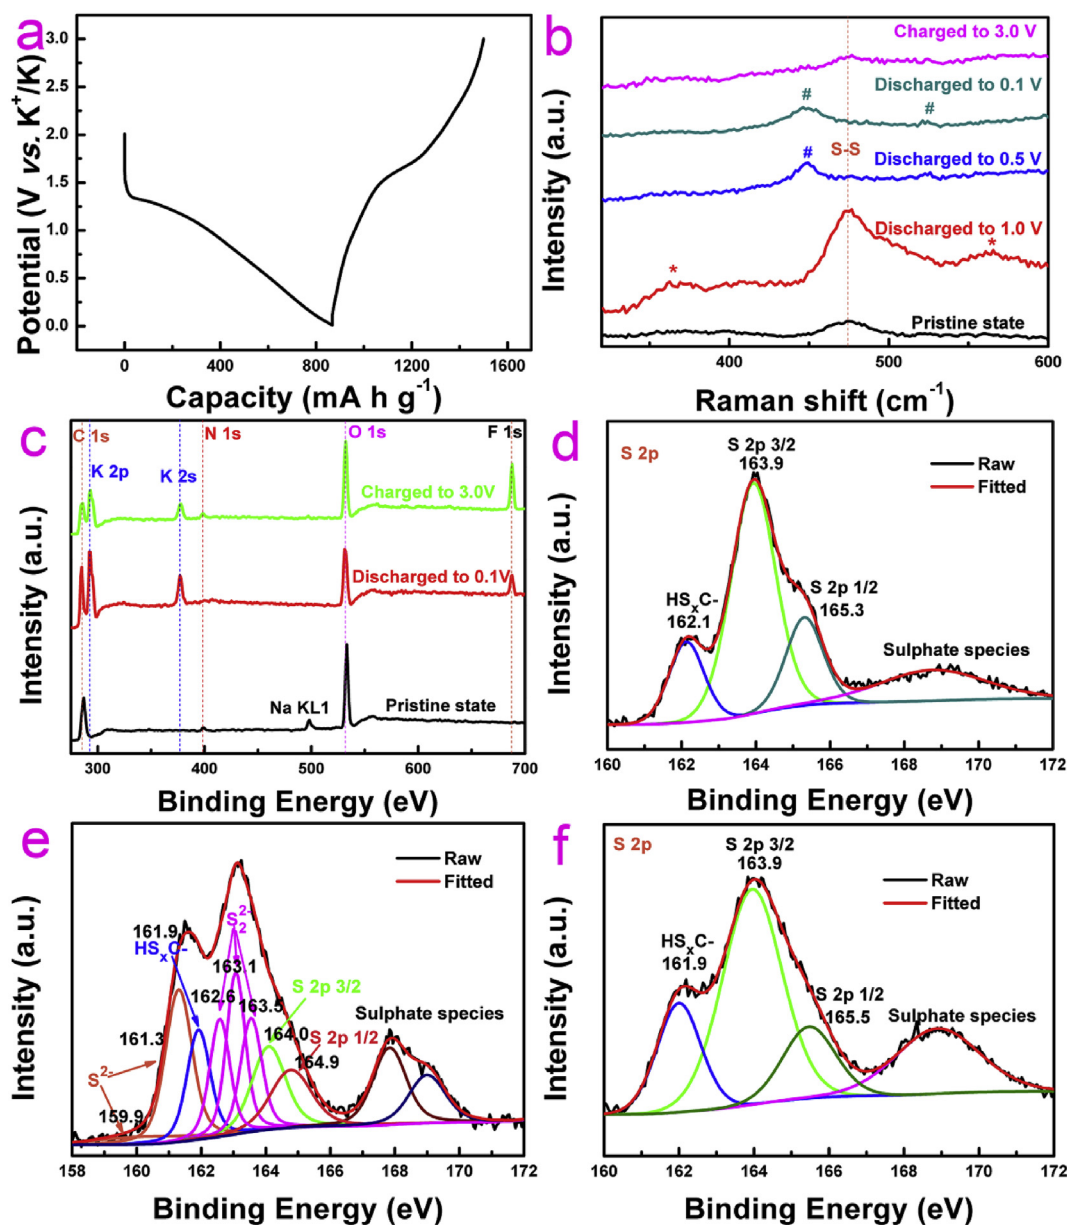 a
3.0
2.5
2.0
1.5
1.0
0.5
0.0
Potential (V vs. K⁺/K)
0 400 800 1200 1600
Capacity (mA h g⁻¹)
b
Charged to 3.0 V
Discharged to 0.1 V
#
#
S-S
#
Discharged to 0.5 V
Discharged to 1.0 V
*
*
Pristine state
Intensity (a.u.)
400 500 600
Raman shift (cm⁻¹)
c
C 1s
N 1s
O 1s
F 1s
K 2p
K 2s
Charged to 3.0V
Discharged to 0.1V
Na KL1
Pristine state
Intensity (a.u.)
300 400 500 600 700
Binding Energy (eV)
d
S 2p
S 2p 3/2
163.9
Raw
Fitted
S 2p 1/2
165.3
HSₓC-
162.1
Sulphate species
Intensity (a.u.)
160 162 164 166 168 170 172
Binding Energy (eV)
e
Raw
Fitted
161.9
HSₓC-
S₂²⁻
163.1
162.6
163.5
S 2p 3/2
164.0
S 2p 1/2
164.9
161.3
S²⁻
159.9
Sulphate species
Intensity (a.u.)
158 160 162 164 166 168 170 172
Binding Energy (eV)
f
S 2p
S 2p 3/2
163.9
Raw
Fitted
HSₓC-
161.9
S 2p 1/2
165.5
Sulphate species
Intensity (a.u.)
160 162 164 166 168 170 172
Binding Energy (eV)